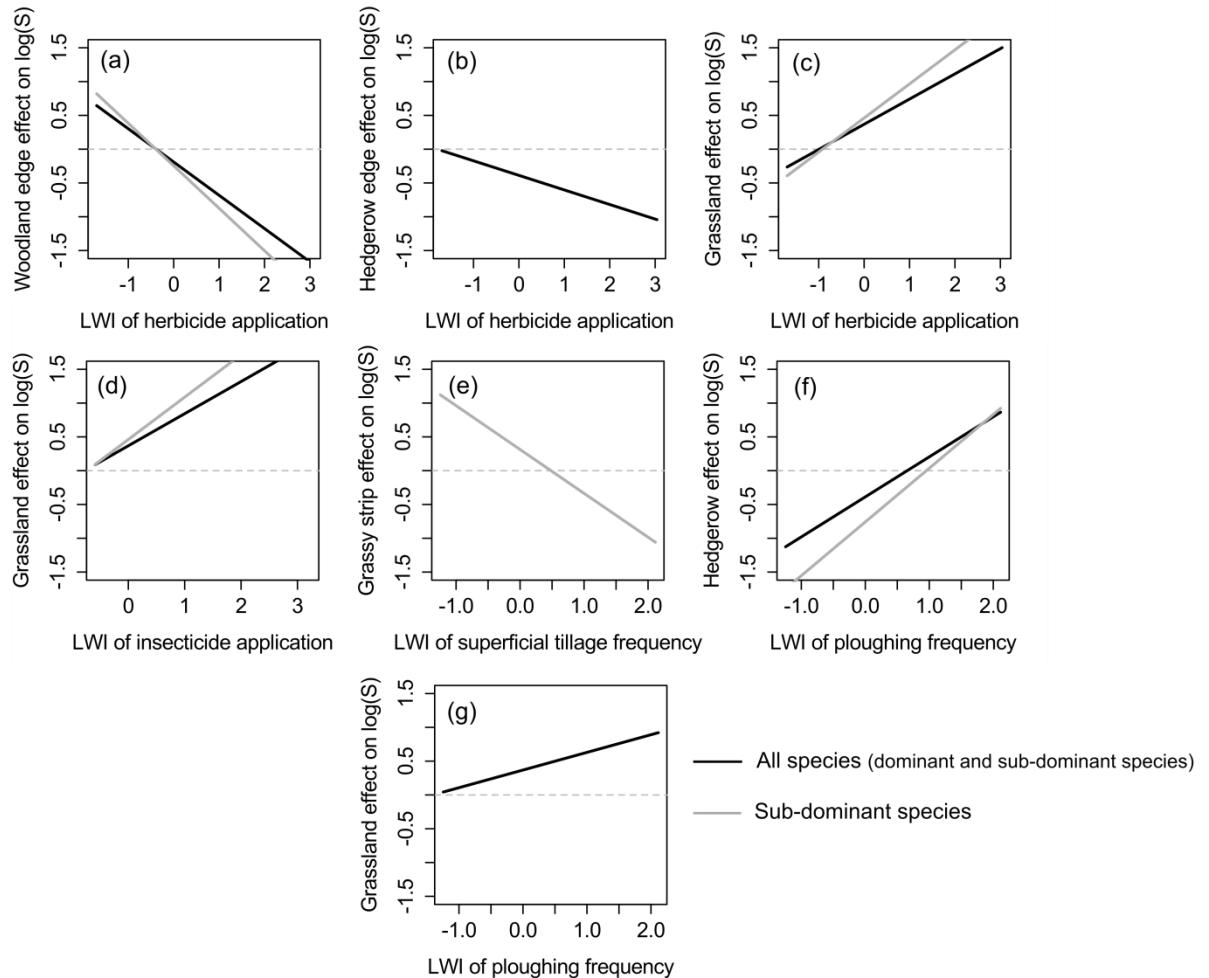 Woodland edge effect on log(S)
1.5
0.5
-0.5
-1.5
(a)
-1 0 1 2 3
LWI of herbicide application
Hedgerow edge effect on log(S)
1.5
0.5
-0.5
-1.5
(b)
-1 0 1 2 3
LWI of herbicide application
Grassland effect on log(S)
1.5
0.5
-0.5
-1.5
(c)
-1 0 1 2 3
LWI of herbicide application
Grassland effect on log(S)
1.5
0.5
-0.5
-1.5
(d)
0 1 2 3
LWI of insecticide application
Grassy strip effect on log(S)
1.5
0.5
-0.5
-1.5
(e)
-1.0 0.0 1.0 2.0
LWI of superficial tillage frequency
Hedgerow effect on log(S)
1.5
0.5
-0.5
-1.5
(f)
-1.0 0.0 1.0 2.0
LWI of ploughing frequency
Grassland effect on log(S)
1.5
0.5
-0.5
-1.5
(g)
-1.0 0.0 1.0 2.0
LWI of ploughing frequency
All species (dominant and sub-dominant species)
Sub-dominant species